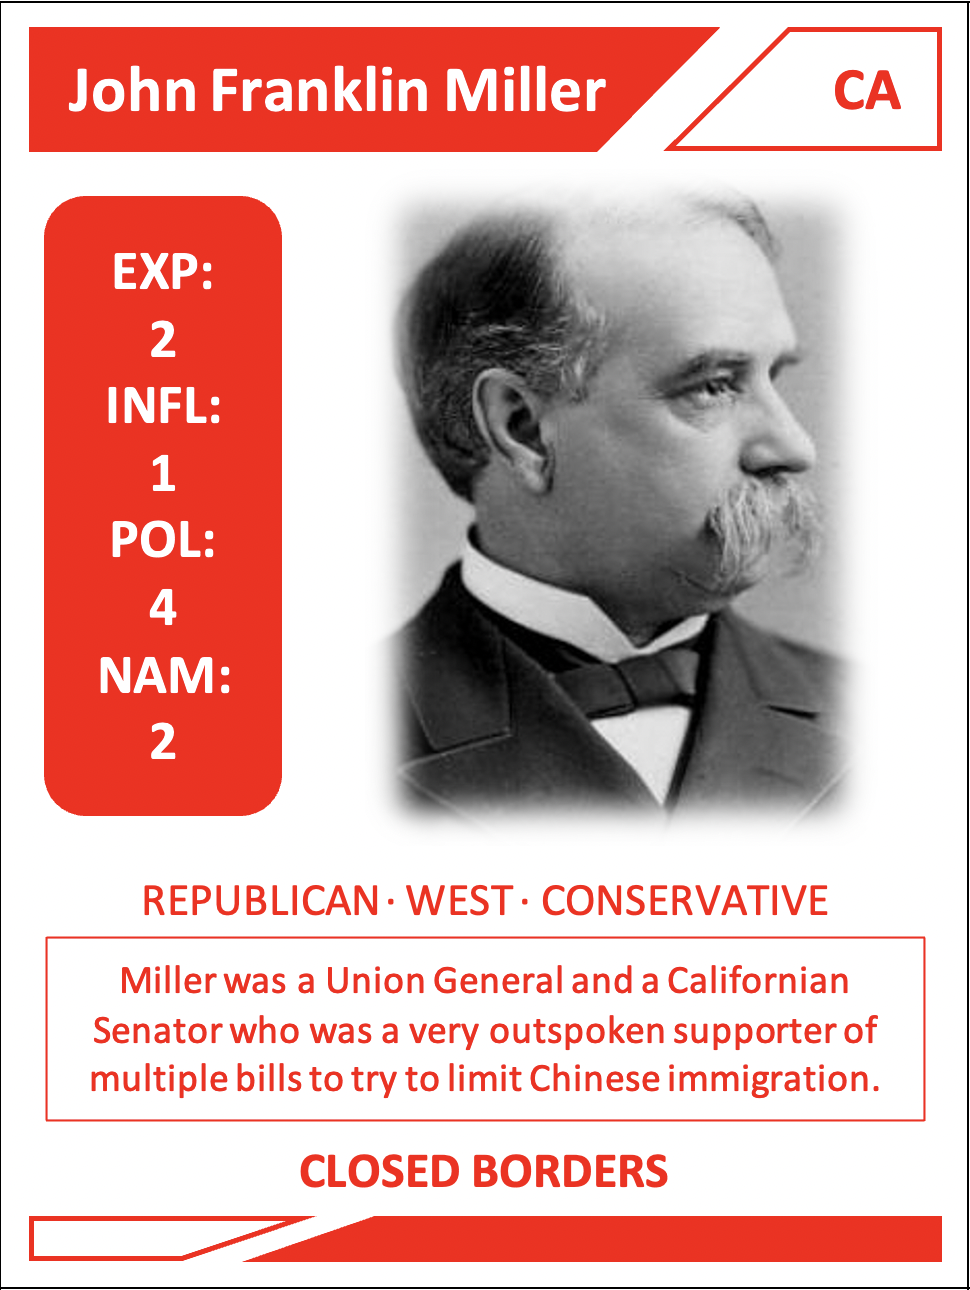 John Franklin Miller
CA
EXP:
2
INFL:
1
POL:
4
NAM:
2
REPUBLICAN · WEST · CONSERVATIVE
Miller was a Union General and a Californian
Senator who was a very outspoken supporter of
multiple bills to try to limit Chinese immigration.
CLOSED BORDERS